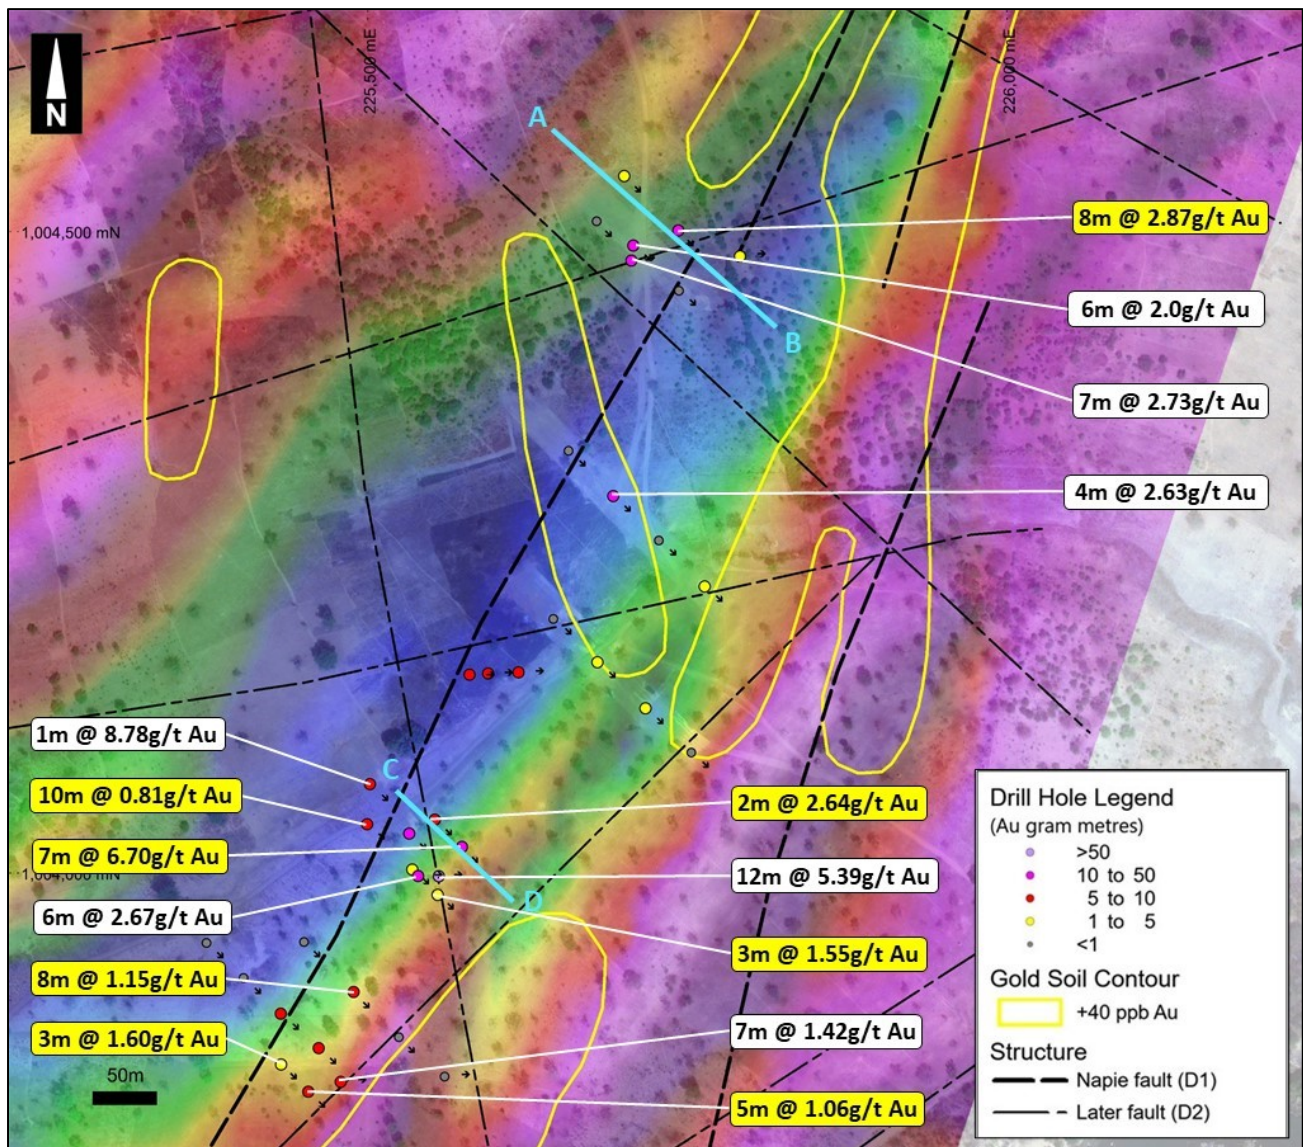 N
225,500 mE
226,000 mE
A
1,004,500 mN
8m @ 2.87g/t Au
6m @ 2.0g/t Au
B
7m @ 2.73g/t Au
4m @ 2.63g/t Au
1m @ 8.78g/t Au
C
10m @ 0.81g/t Au
2m @ 2.64g/t Au
7m @ 6.70g/t Au
1,004,000 mN
12m @ 5.39g/t Au
6m @ 2.67g/t Au
D
3m @ 1.55g/t Au
8m @ 1.15g/t Au
7m @ 1.42g/t Au
3m @ 1.60g/t Au
50m
5m @ 1.06g/t Au
Drill Hole Legend
(Au gram metres)
>50
10 to 50
5 to 10
1 to 5
<1
Gold Soil Contour
+40 ppb Au
Structure
Napie fault (D1)
Later fault (D2)